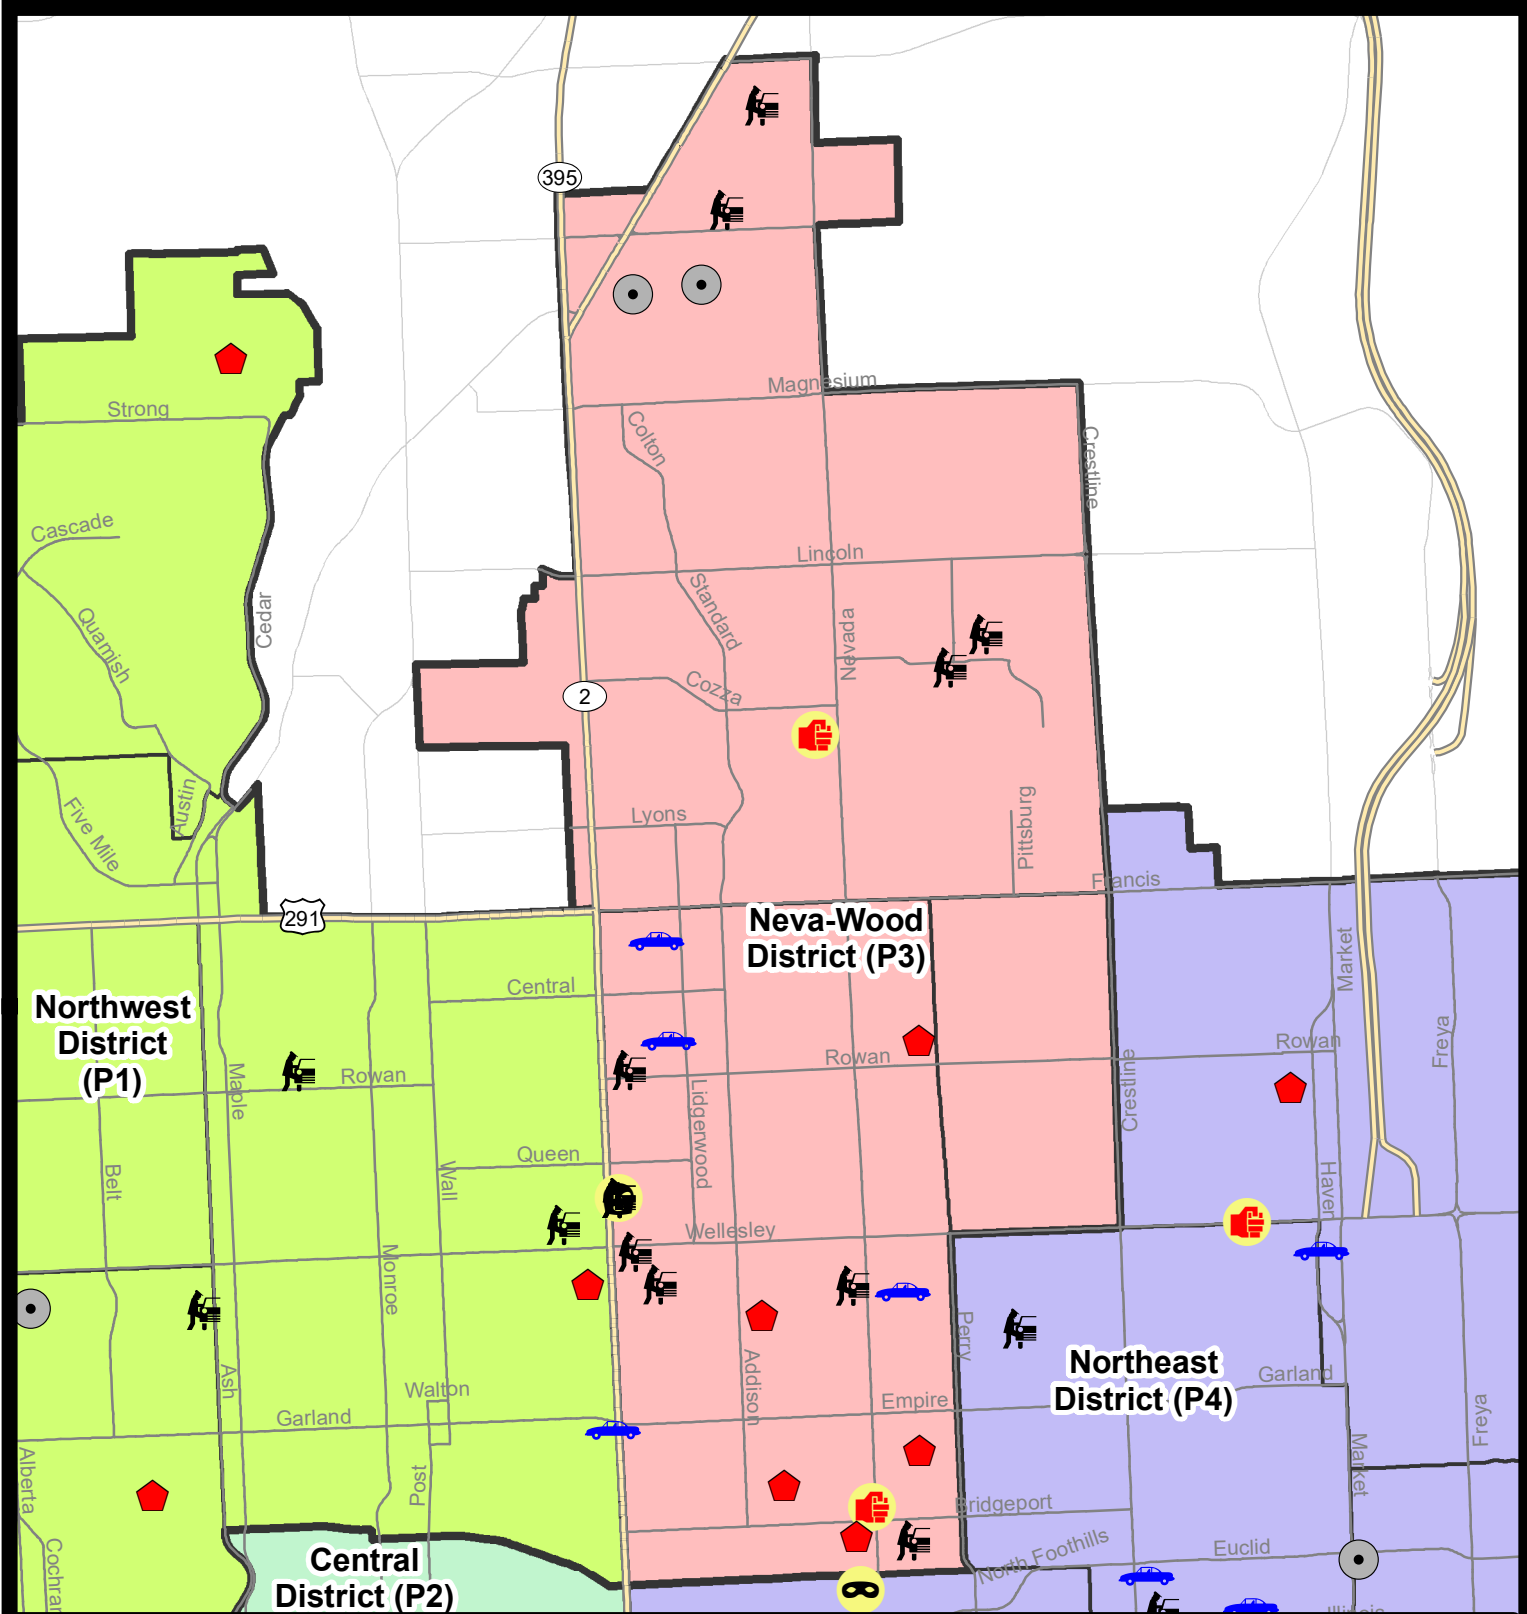 395
Magnesium
Strong
Colton
Crestline
Cascade
Lincoln
Standard
Cedar
Quamish
Nevada
Cozza
2
Austin
Five Mile
Lyons
Pittsburg
Francis
291
Neva-Wood
District (P3)
Market
Central
Northwest
District
(P1)
Freya
Rowan
Rowan
Rowan
Maple
Lidgerwood
Crestline
Queen
Belt
Wall
Haven
Wellesley
Monroe
Perry
Northeast
District (P4)
Addison
Ash
Walton
Garland
Empire
Garland
Freya
Alberta
Post
Market
Bridgeport
Cochran
Central
District (P2)
North Foothills
Euclid